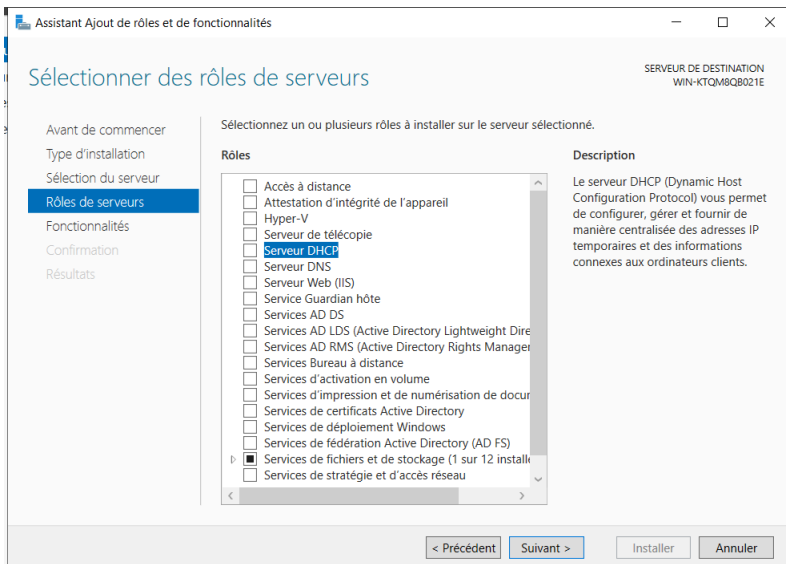 Assistant Ajout de rôles et de fonctionnalités
Sélectionner des rôles de serveurs
SERVEUR DE DESTINATION
WIN-KTQM8QB021E
Avant de commencer
Type d'installation
Sélection du serveur
Rôles de serveurs
Fonctionnalités
Confirmation
Résultats
Sélectionnez un ou plusieurs rôles à installer sur le serveur sélectionné.
Rôles
Accès à distance
Attestation d'intégrité de l'appareil
Hyper-V
Serveur de télécopie
Serveur DHCP
Serveur DNS
Serveur Web (IIS)
Service Guardian hôte
Services AD DS
Services AD LDS (Active Directory Lightweight Dire
Services AD RMS (Active Directory Rights Manager
Services Bureau à distance
Services d'activation en volume
Services d'impression et de numérisation de docur
Services de certificats Active Directory
Services de déploiement Windows
Services de fédération Active Directory (AD FS)
Services de fichiers et de stockage (1 sur 12 installé
Services de stratégie et d'accès réseau
Description
Le serveur DHCP (Dynamic Host
Configuration Protocol) vous permet
de configurer, gérer et fournir de
manière centralisée des adresses IP
temporaires et des informations
connexes aux ordinateurs clients.
< Précédent
Suivant >
Installer
Annuler